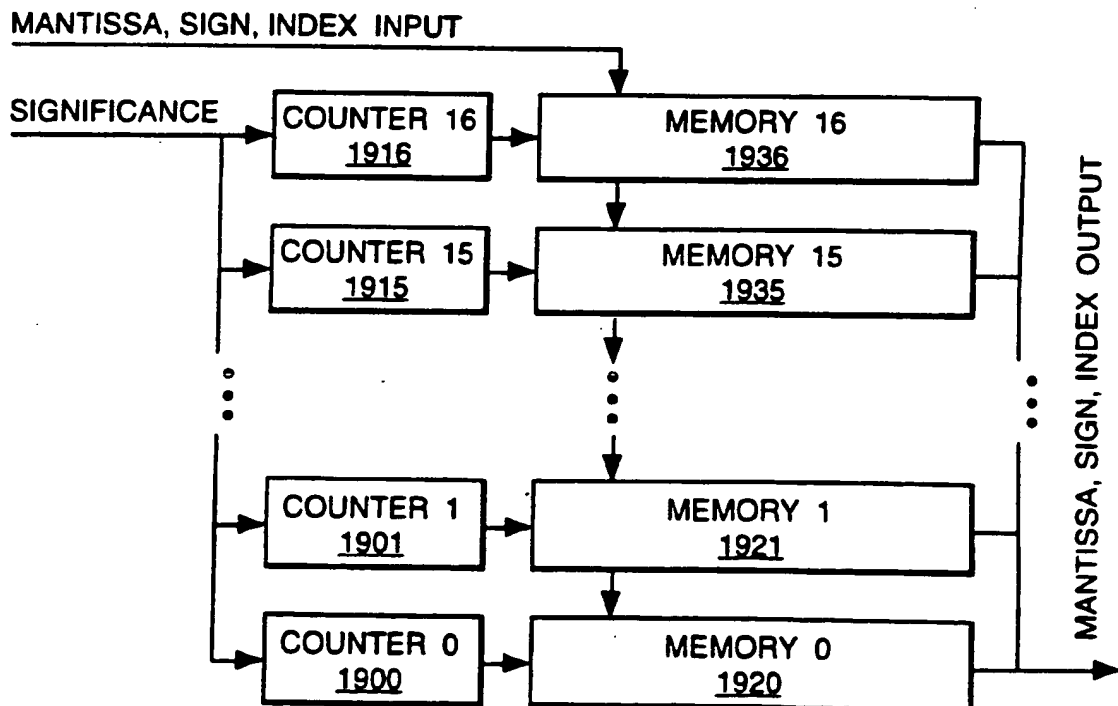 MANTISSA, SIGN, INDEX INPUT
SIGNIFICANCE
COUNTER 16
1916
MEMORY 16
1936
COUNTER 15
1915
MEMORY 15
1935
COUNTER 1
1901
MEMORY 1
1921
COUNTER 0
1900
MEMORY 0
1920
MANTISSA, SIGN, INDEX OUTPUT